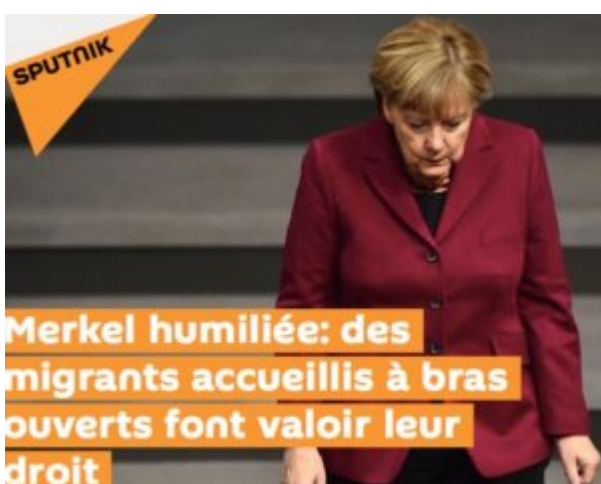 SPUTNIK
Merkel humiliée: des
migrants accueillis à bras
ouverts font valoir leur
droit